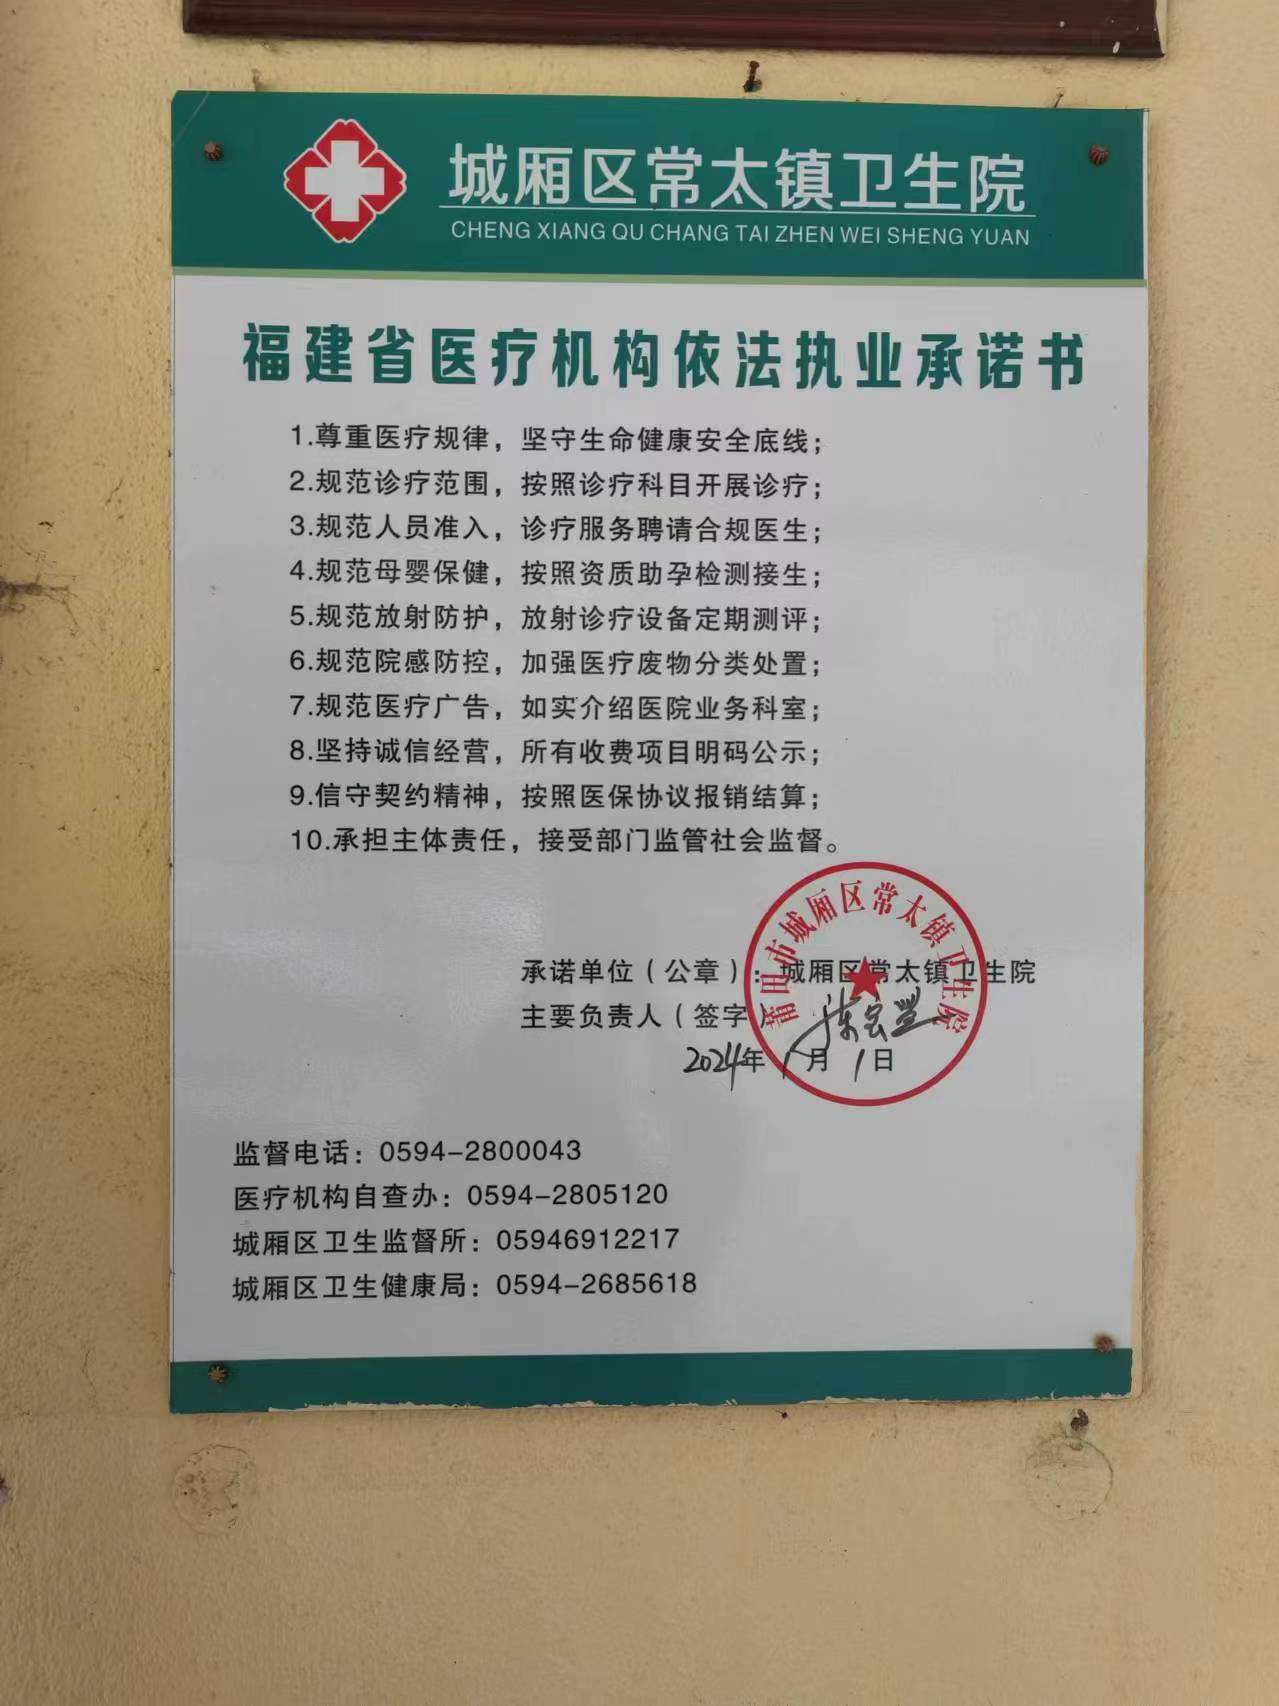 城厢区常太镇卫生院
CHENG XIANG QU CHANG TAI ZHEN WEI SHENG YUAN
福建省医疗机构依法执业承诺书
1.尊重医疗规律，坚守生命健康安全底线；
2.规范诊疗范围，按照诊疗科目开展诊疗；
3.规范人员准入，诊疗服务聘请合规医生；
4.规范母婴保健，按照资质助孕检测接生；
5.规范放射防护，放射诊疗设备定期测评；
6.规范院感防控，加强医疗废物分类处置；
7.规范医疗广告，如实介绍医院业务科室；
8.坚持诚信经营，所有收费项目明码公示；
9.信守契约精神，按照医保协议报销结算；
10.承担主体责任，接受部门监管社会监督。
莆田市城厢区常太镇卫生院
承诺单位（公章）：城厢区常太镇卫生院
主要负责人（签字）
2024年1月1日
监督电话：0594-2800043
医疗机构自查办：0594-2805120
城厢区卫生监督所：05946912217
城厢区卫生健康局：0594-2685618